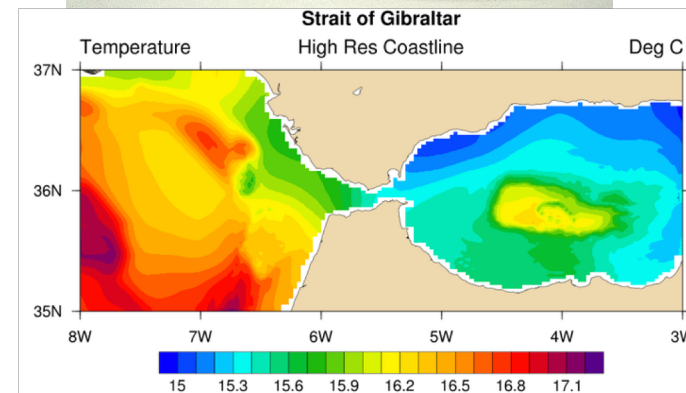 Strait of Gibraltar
Temperature High Res Coastline Deg C
37N
36N
35N
8W 7W 6W 5W 4W 3W
15 15.3 15.6 15.9 16.2 16.5 16.8 17.1